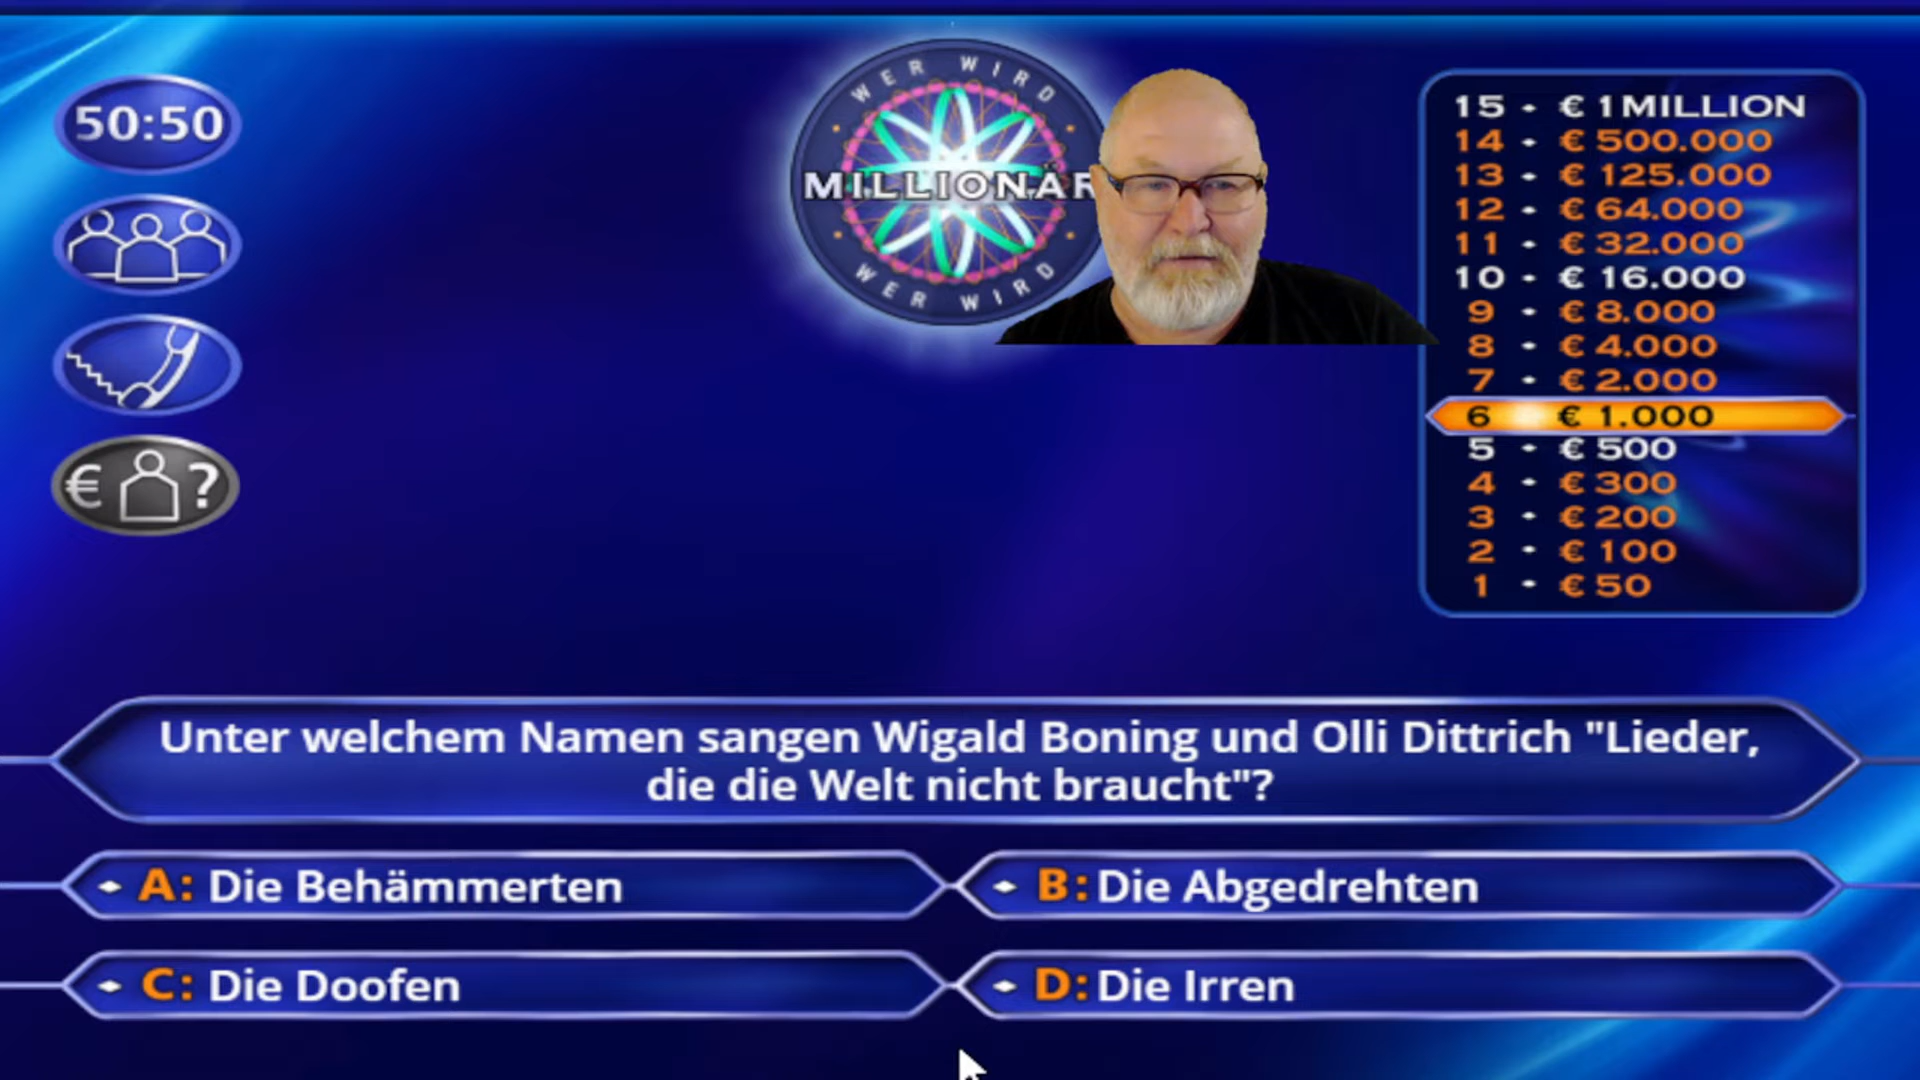 50:50
€ ?
WER WIRD
MILLIONÄR
WER WIRD
15 - € 1 MILLION
14 - € 500.000
13 - € 125.000
12 - € 64.000
11 - € 32.000
10 - € 16.000
9 - € 8.000
8 - € 4.000
7 - € 2.000
6 € 1.000
5 - € 500
4 - € 300
3 - € 200
2 - € 100
1 - € 50
Unter welchem Namen sangen Wigald Boning und Olli Dittrich "Lieder,
die die Welt nicht braucht"?
A: Die Behämmerten
B: Die Abgedrehten
C: Die Doofen
D: Die Irren